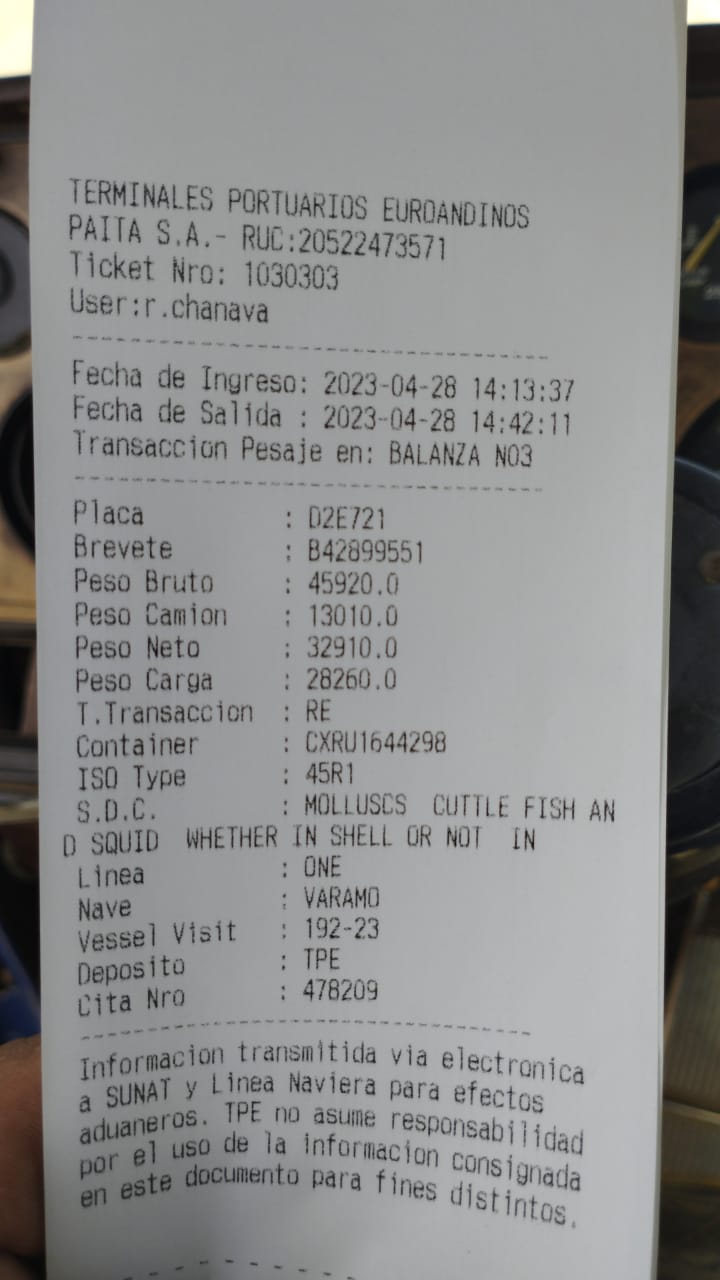 TERMINALES PORTUARIOS EUROANDINOS
PAITA S.A.- RUC:20522473571
Ticket Nro: 1030303
User:r.chanava
--------------------------------
Fecha de Ingreso: 2023-04-28 14:13:37
Fecha de Salida : 2023-04-28 14:42:11
Transaccion Pesaje en: BALANZA NO3
--------------------------------
Placa : D2E721
Brevete : B42899551
Peso Bruto : 45920.0
Peso Camion : 13010.0
Peso Neto : 32910.0
Peso Carga : 28260.0
T.Transaccion : RE
Container : CXRU1644298
ISO Type : 45R1
S.D.C. : MOLLUSCS CUTTLE FISH AN
D SQUID WHETHER IN SHELL OR NOT IN
Linea : ONE
Nave : VARAMO
Vessel Visit : 192-23
Deposito : TPE
Cita Nro : 478209
--------------------------------
Informacion transmitida via electronica
a SUNAT y Linea Naviera para efectos
aduaneros. TPE no asume responsabilidad
por el uso de la informacion consignada
en este documento para fines distintos.